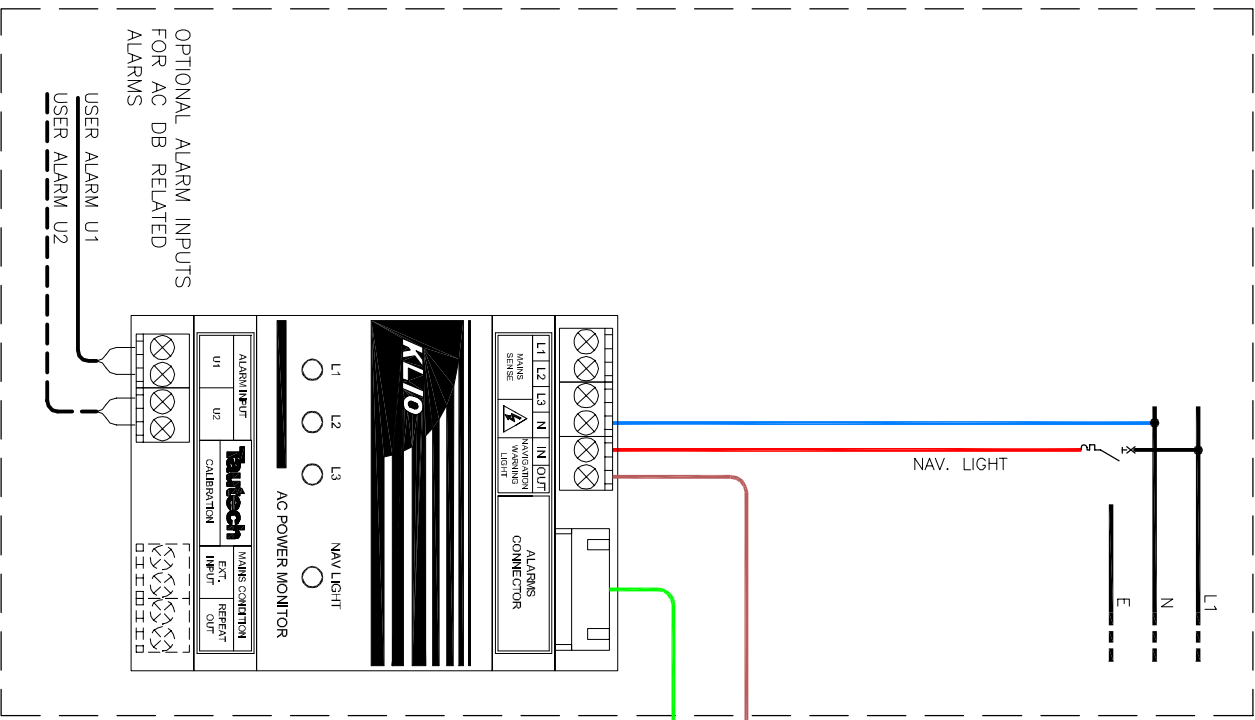 OPTIONAL ALARM INPUTS
FOR AC DB RELATED
ALARMS
USER ALARM U1
USER ALARM U2
ALARM INPUT
U1
U2
Tautech
CALIBRATION
MAINS CONDITION
EXT.
INPUT
REPEAT
OUT
L1
L2
L3
NAV LIGHT
AC POWER MONITOR
KLIO
L1
L2
L3
N
IN
OUT
MAINS
SENSE
NAVIGATION
WARNING
LIGHT
ALARMS
CONNECTOR
NAV. LIGHT
L1
N
E